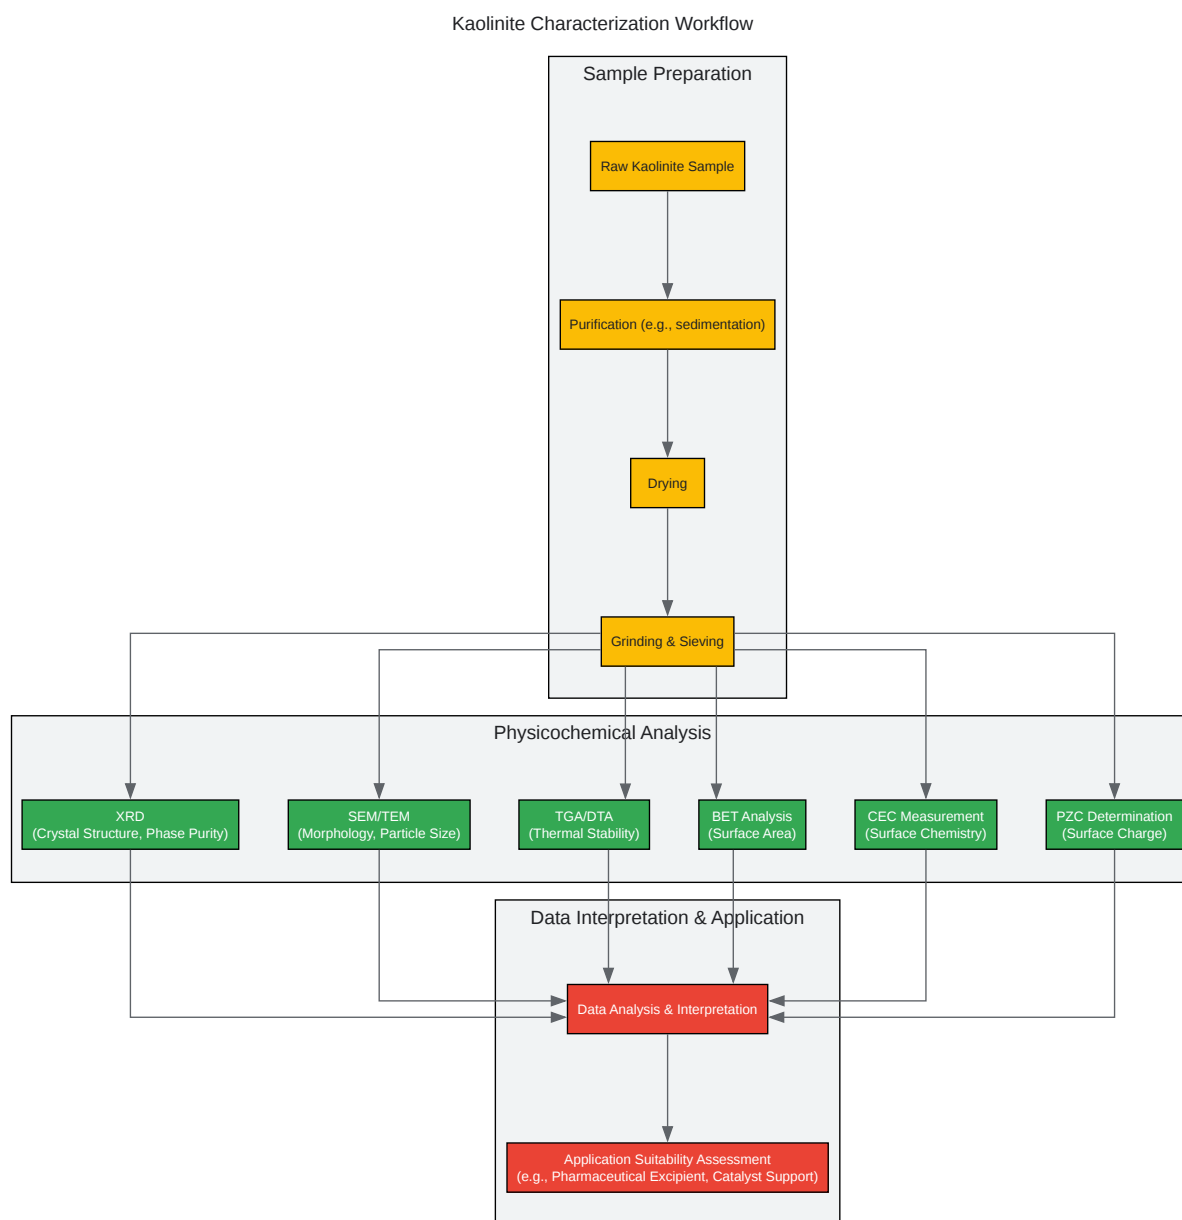 Kaolinite Characterization Workflow
Sample Preparation
Raw Kaolinite Sample
Purification (e.g., sedimentation)
Drying
Grinding & Sieving
Physicochemical Analysis
XRD
(Crystal Structure, Phase Purity)
SEM/TEM
(Morphology, Particle Size)
TGA/DTA
(Thermal Stability)
BET Analysis
(Surface Area)
CEC Measurement
(Surface Chemistry)
PZC Determination
(Surface Charge)
Data Interpretation & Application
Data Analysis & Interpretation
Application Suitability Assessment
(e.g., Pharmaceutical Excipient, Catalyst Support)